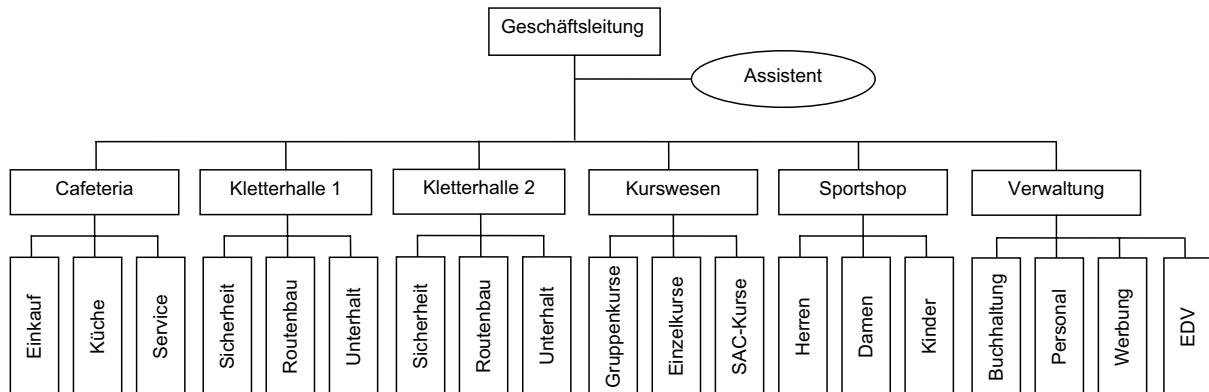 Geschäftsleitung
Assistent
Cafeteria
Kletterhalle 1
Kletterhalle 2
Kurswesen
Sportshop
Verwaltung
Einkauf
Küche
Service
Sicherheit
Routenbau
Unterhalt
Sicherheit
Routenbau
Unterhalt
Gruppenkurse
Einzelkurse
SAC-Kurse
Herren
Damen
Kinder
Buchhaltung
Personal
Werbung
EDV